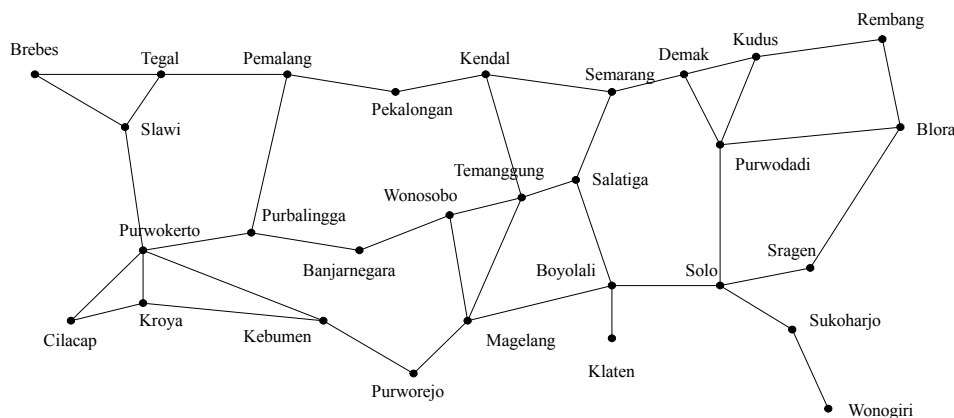 Rembang
Kudus
Brebes
Tegal
Pemalang
Kendal
Demak
Semarang
Pekalongan
Slawi
Blora
Purwodadi
Temanggung
Salatiga
Wonosobo
Purbalingga
Purwokerto
Banjarnegara
Boyolali
Solo
Sragen
Kroya
Cilacap
Kebumen
Magelang
Sukoharjo
Klaten
Purworejo
Wonogiri